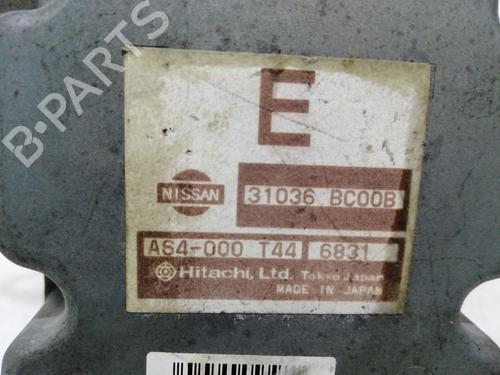 B-PARTS
E
NISSAN
31036 BC00B
A64-000 T44 6831
Hitachi, Ltd. Tokyo Japan
MADE IN JAPAN